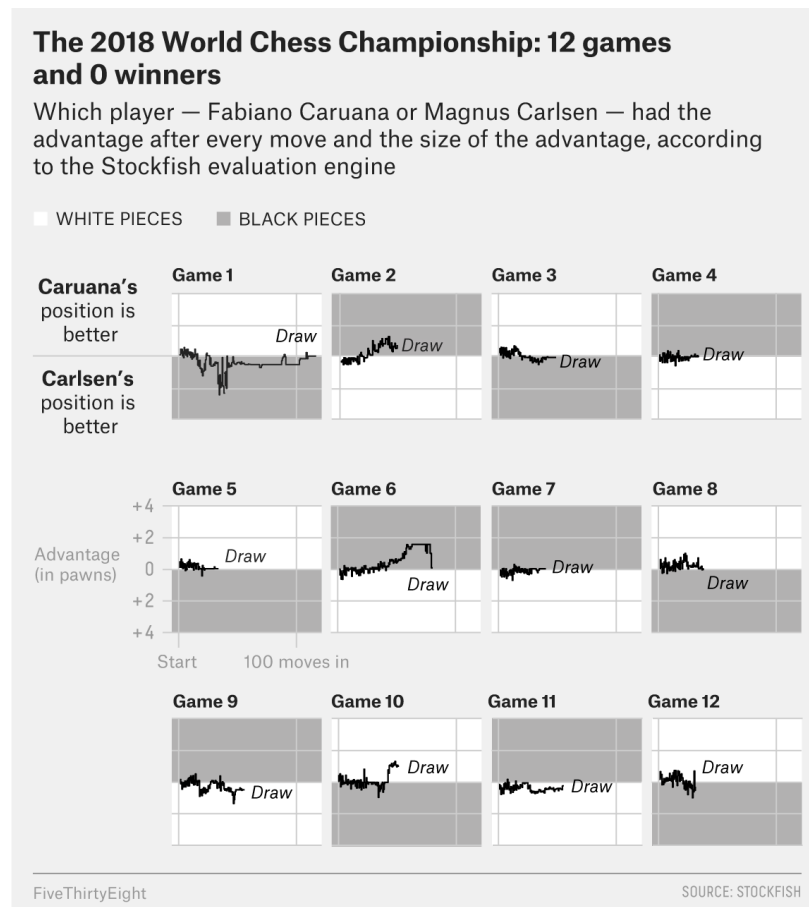 The 2018 World Chess Championship: 12 games
and 0 winners
Which player — Fabiano Caruana or Magnus Carlsen — had the
advantage after every move and the size of the advantage, according
to the Stockfish evaluation engine
WHITE PIECES BLACK PIECES
Game 1 Game 2 Game 3 Game 4
Caruana's
position is
better
Draw Draw Draw Draw
Carlsen's
position is
better
Game 5 Game 6 Game 7 Game 8
+4
+2
Advantage
(in pawns)
0
+2
+4
Draw Draw Draw Draw
Start 100 moves in
Game 9 Game 10 Game 11 Game 12
Draw Draw Draw Draw
FiveThirtyEight SOURCE: STOCKFISH